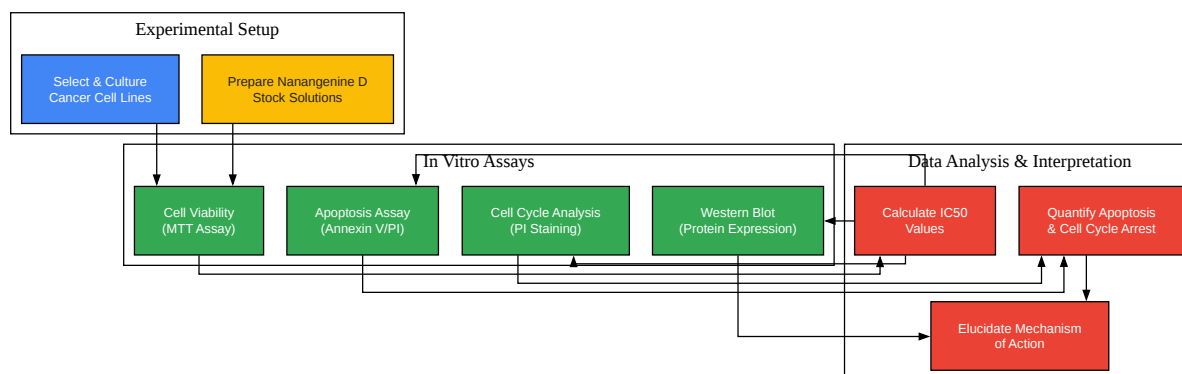 Experimental Setup
Select & Culture
Cancer Cell Lines
Prepare Nanangenine D
Stock Solutions
In Vitro Assays
Cell Viability
(MTT Assay)
Apoptosis Assay
(Annexin V/PI)
Cell Cycle Analysis
(PI Staining)
Western Blot
(Protein Expression)
Data Analysis & Interpretation
Calculate IC50
Values
Quantify Apoptosis
& Cell Cycle Arrest
Elucidate Mechanism
of Action